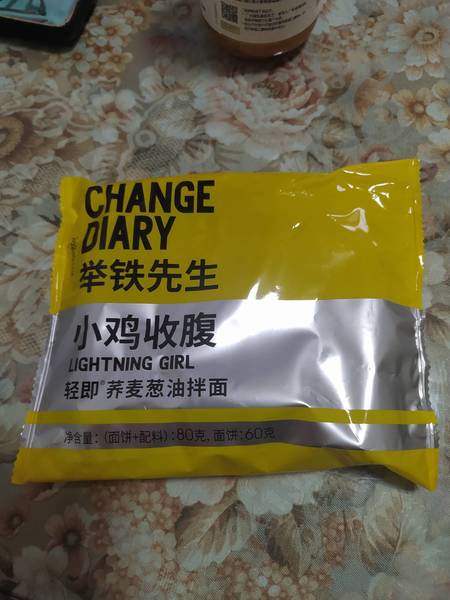 CHANGE
DIARY
举铁先生
小鸡收腹
LIGHTNING GIRL
轻即®荞麦葱油拌面
净含量：(面饼+配料)：80克，面饼：60克